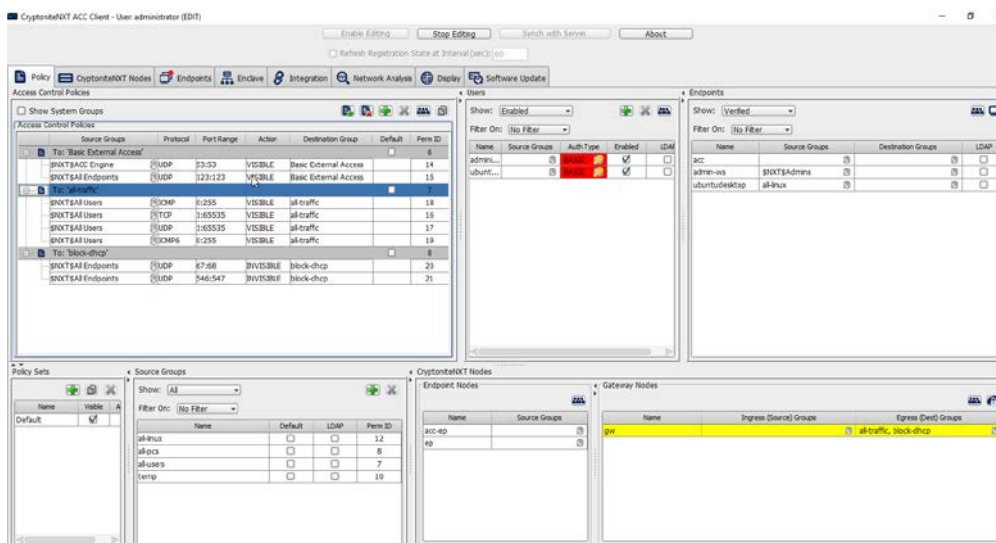 CryptoniteNXT ACC Client - User: administrator (EDIT)
Enable Editing Stop Editing Synch with Server About
Refresh Registration State at Interval (sec): 60
Policy CryptoniteNXT Nodes Endpoints Enclave Integration Network Analysis Display Software Update
Access Control Policies
Show System Groups
Access Control Policies
Source Groups Protocol Port Range Action Destination Group Default Perm ID
To: 'Basic External Access' 6
$NXT$ACC Engine UDP 53:53 VISIBLE Basic External Access 14
$NXT$All Endpoints UDP 123:123 VISIBLE Basic External Access 15
To: 'all-traffic' 7
$NXT$All Users ICMP 0:255 VISIBLE all-traffic 18
$NXT$All Users TCP 1:65535 VISIBLE all-traffic 16
$NXT$All Users UDP 1:65535 VISIBLE all-traffic 17
$NXT$All Users ICMP6 0:255 VISIBLE all-traffic 19
To: 'block-dhcp' 8
$NXT$All Endpoints UDP 67:68 INVISIBLE block-dhcp 20
$NXT$All Endpoints UDP 546:547 INVISIBLE block-dhcp 21
Users
Show: Enabled
Filter On: No Filter
Name Source Groups Auth Type Enabled LDAP
admini... BASIC
ubunt... BASIC
Endpoints
Show: Verified
Filter On: No Filter
Name Source Groups Destination Groups LDAP
acc
admin-ws $NXT$Admins
ubuntudesktop all-linux
Policy Sets
Name Visible A
Default
Source Groups
Show: All
Filter On: No Filter
Name Default LDAP Perm ID
all-linux 12
all-pcs 8
all-users 7
temp 10
CryptoniteNXT Nodes
Endpoint Nodes
Name Source Groups
acc-ep
ep
Gateway Nodes
Name Ingress (Source) Groups Egress (Dest) Groups
gw all-traffic, block-dhcp